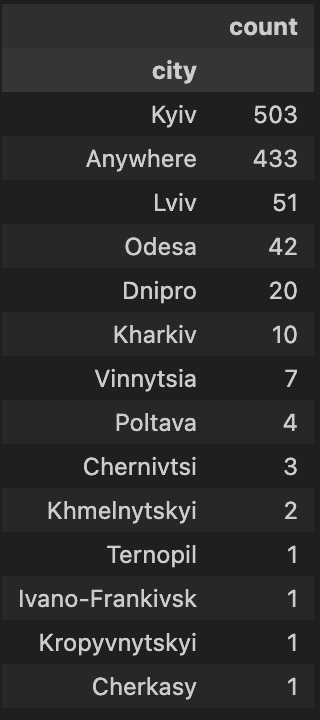 count
city
Kyiv 503
Anywhere 433
Lviv 51
Odesa 42
Dnipro 20
Kharkiv 10
Vinnytsia 7
Poltava 4
Chernivtsi 3
Khmelnytskyi 2
Ternopil 1
Ivano-Frankivsk 1
Kropyvnytskyi 1
Cherkasy 1